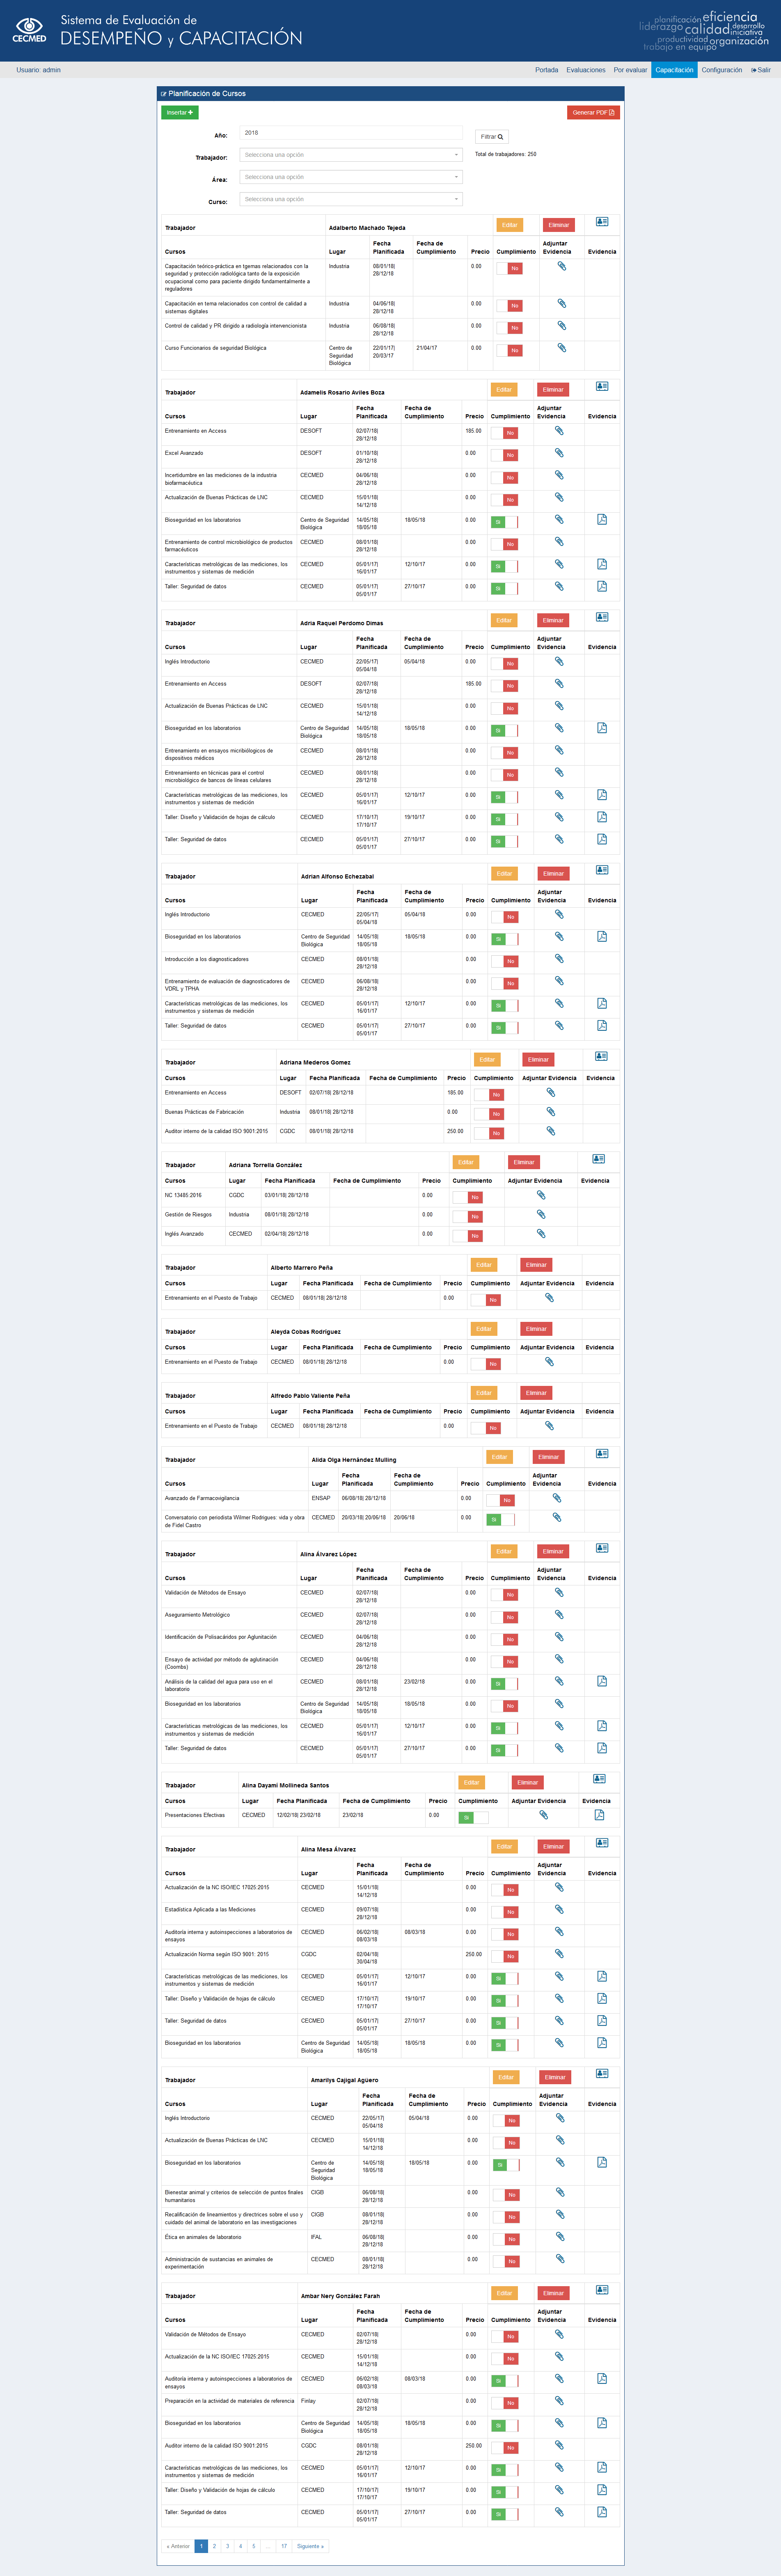 CECMED
Sistema de Evaluación de
DESEMPEÑO y CAPACITACIÓN
planificación eficiencia
liderazgo calidad desarrollo
iniciativa
productividad organización
trabajo en equipo
Usuario: admin
Portada Evaluaciones Por evaluar Capacitación Configuración Salir
Planificación de Cursos
Insertar
Generar PDF
Año: 2018
Filtrar
Trabajador: Selecciona una opción
Total de trabajadores: 250
Área: Selecciona una opción
Curso: Selecciona una opción
Trabajador Adalberto Machado Tejeda Editar Eliminar
Cursos Lugar Fecha Planificada Fecha de Cumplimiento Precio Cumplimiento Adjuntar Evidencia Evidencia
Capacitación teórico-práctica en tgemas relacionados con la seguridad y protección radiológica tanto de la exposición ocupacional como para paciente dirigido fundamentalmente a reguladores Industria 08/01/18| 28/12/18 0.00 No
Capacitación en tema relacionados con control de calidad a sistemas digitales Industria 04/06/18| 28/12/18 0.00 No
Control de calidad y PR dirigido a radiología intervencionista Industria 06/08/18| 28/12/18 0.00 No
Curso Funcionarios de seguridad Biológica Centro de Seguridad Biológica 22/01/17| 20/03/17 21/04/17 0.00 No
Trabajador Adamelis Rosario Aviles Boza Editar Eliminar
Cursos Lugar Fecha Planificada Fecha de Cumplimiento Precio Cumplimiento Adjuntar Evidencia Evidencia
Entrenamiento en Access DESOFT 02/07/18| 28/12/18 185.00 No
Excel Avanzado DESOFT 01/10/18| 28/12/18 0.00 No
Incertidumbre en las mediciones de la industria biofarmacéutica CECMED 04/06/18| 28/12/18 0.00 No
Actualización de Buenas Prácticas de LNC CECMED 15/01/18| 14/12/18 0.00 No
Bioseguridad en los laboratorios Centro de Seguridad Biológica 14/05/18| 18/05/18 18/05/18 0.00 Si
Entrenamiento de control microbiológico de productos farmacéuticos CECMED 08/01/18| 28/12/18 0.00 No
Características metrológicas de las mediciones, los instrumentos y sistemas de medición CECMED 05/01/17| 16/01/17 12/10/17 0.00 Si
Taller: Seguridad de datos CECMED 05/01/17| 05/01/17 27/10/17 0.00 Si
Trabajador Adria Raquel Perdomo Dimas Editar Eliminar
Cursos Lugar Fecha Planificada Fecha de Cumplimiento Precio Cumplimiento Adjuntar Evidencia Evidencia
Inglés Introductorio CECMED 22/05/17| 05/04/18 05/04/18 0.00 No
Entrenamiento en Access DESOFT 02/07/18| 28/12/18 185.00 No
Actualización de Buenas Prácticas de LNC CECMED 15/01/18| 14/12/18 0.00 No
Bioseguridad en los laboratorios Centro de Seguridad Biológica 14/05/18| 18/05/18 18/05/18 0.00 Si
Entrenamiento en ensayos micribiólogicos de dispositivos médicos CECMED 08/01/18| 28/12/18 0.00 No
Entrenamiento en técnicas para el control microbiológico de bancos de lineas celulares CECMED 08/01/18| 28/12/18 0.00 No
Características metrológicas de las mediciones, los instrumentos y sistemas de medición CECMED 05/01/17| 16/01/17 12/10/17 0.00 Si
Taller: Diseño y Validación de hojas de cálculo CECMED 17/10/17| 17/10/17 19/10/17 0.00 Si
Taller: Seguridad de datos CECMED 05/01/17| 05/01/17 27/10/17 0.00 Si
Trabajador Adrian Alfonso Echezabal Editar Eliminar
Cursos Lugar Fecha Planificada Fecha de Cumplimiento Precio Cumplimiento Adjuntar Evidencia Evidencia
Inglés Introductorio CECMED 22/05/17| 05/04/18 05/04/18 0.00 No
Bioseguridad en los laboratorios Centro de Seguridad Biológica 14/05/18| 18/05/18 18/05/18 0.00 Si
Introducción a los diagnosticadores CECMED 08/01/18| 28/12/18 0.00 No
Entrenamiento de evaluación de diagnosticadores de VDRL y TPHA CECMED 06/08/18| 28/12/18 0.00 No
Características metrológicas de las mediciones, los instrumentos y sistemas de medición CECMED 05/01/17| 16/01/17 12/10/17 0.00 Si
Taller: Seguridad de datos CECMED 05/01/17| 05/01/17 27/10/17 0.00 Si
Trabajador Adriana Mederos Gomez Editar Eliminar
Cursos Lugar Fecha Planificada Fecha de Cumplimiento Precio Cumplimiento Adjuntar Evidencia Evidencia
Entrenamiento en Access DESOFT 02/07/18| 28/12/18 185.00 No
Buenas Prácticas de Fabricación Industria 08/01/18| 28/12/18 0.00 No
Auditor interno de la calidad ISO 9001:2015 CGDC 08/01/18| 28/12/18 250.00 No
Trabajador Adriana Torrella González Editar Eliminar
Cursos Lugar Fecha Planificada Fecha de Cumplimiento Precio Cumplimiento Adjuntar Evidencia Evidencia
NC 13485:2016 CGDC 03/01/18| 28/12/18 0.00 No
Gestión de Riesgos Industria 08/01/18| 28/12/18 0.00 No
Inglés Avanzado CECMED 02/04/18| 28/12/18 0.00 No
Trabajador Alberto Marrero Peña Editar Eliminar
Cursos Lugar Fecha Planificada Fecha de Cumplimiento Precio Cumplimiento Adjuntar Evidencia Evidencia
Entrenamiento en el Puesto de Trabajo CECMED 08/01/18| 28/12/18 0.00 No
Trabajador Aleyda Cobas Rodríguez Editar Eliminar
Cursos Lugar Fecha Planificada Fecha de Cumplimiento Precio Cumplimiento Adjuntar Evidencia Evidencia
Entrenamiento en el Puesto de Trabajo CECMED 08/01/18| 28/12/18 0.00 No
Trabajador Alfredo Pablo Valiente Peña Editar Eliminar
Cursos Lugar Fecha Planificada Fecha de Cumplimiento Precio Cumplimiento Adjuntar Evidencia Evidencia
Entrenamiento en el Puesto de Trabajo CECMED 08/01/18| 28/12/18 0.00 No
Trabajador Alida Olga Hernández Mulling Editar Eliminar
Cursos Lugar Fecha Planificada Fecha de Cumplimiento Precio Cumplimiento Adjuntar Evidencia Evidencia
Avanzado de Farmacovigilancia ENSAP 06/08/18| 28/12/18 0.00 No
Conversatorio con periodista Wilmer Rodrigues: vida y obra de Fidel Castro CECMED 20/03/18| 20/06/18 20/06/18 0.00 Si
Trabajador Alina Álvarez López Editar Eliminar
Cursos Lugar Fecha Planificada Fecha de Cumplimiento Precio Cumplimiento Adjuntar Evidencia Evidencia
Validación de Métodos de Ensayo CECMED 02/07/18| 28/12/18 0.00 No
Aseguramiento Metrológico CECMED 02/07/18| 28/12/18 0.00 No
Identificación de Polisacáridos por Aglunitación CECMED 04/06/18| 28/12/18 0.00 No
Ensayo de actividad por método de aglutinación (Coombs) CECMED 04/06/18| 28/12/18 0.00 No
Análisis de la calidad del agua para uso en el laboratorio CECMED 08/01/18| 28/12/18 23/02/18 0.00 Si
Bioseguridad en los laboratorios Centro de Seguridad Biológica 14/05/18| 18/05/18 18/05/18 0.00 No
Características metrológicas de las mediciones, los instrumentos y sistemas de medición CECMED 05/01/17| 16/01/17 12/10/17 0.00 Si
Taller: Seguridad de datos CECMED 05/01/17| 05/01/17 27/10/17 0.00 Si
Trabajador Alina Dayamí Mollineda Santos Editar Eliminar
Cursos Lugar Fecha Planificada Fecha de Cumplimiento Precio Cumplimiento Adjuntar Evidencia Evidencia
Presentaciones Efectivas CECMED 12/02/18| 23/02/18 23/02/18 0.00 Si
Trabajador Alina Mesa Álvarez Editar Eliminar
Cursos Lugar Fecha Planificada Fecha de Cumplimiento Precio Cumplimiento Adjuntar Evidencia Evidencia
Actualización de la NC ISO/IEC 17025:2015 CECMED 15/01/18| 14/12/18 0.00 No
Estadística Aplicada a las Mediciones CECMED 09/07/18| 28/12/18 0.00 No
Auditoría interna y autoinspecciones a laboratorios de ensayos CECMED 06/02/18| 08/03/18 08/03/18 0.00 No
Actualización Norma según ISO 9001: 2015 CGDC 02/04/18| 30/04/18 250.00 No
Características metrológicas de las mediciones, los instrumentos y sistemas de medición CECMED 05/01/17| 16/01/17 12/10/17 0.00 Si
Taller: Diseño y Validación de hojas de cálculo CECMED 17/10/17| 17/10/17 19/10/17 0.00 Si
Taller: Seguridad de datos CECMED 05/01/17| 05/01/17 27/10/17 0.00 Si
Bioseguridad en los laboratorios Centro de Seguridad Biológica 14/05/18| 18/05/18 18/05/18 0.00 Si
Trabajador Amarilys Cajigal Agüero Editar Eliminar
Cursos Lugar Fecha Planificada Fecha de Cumplimiento Precio Cumplimiento Adjuntar Evidencia Evidencia
Inglés Introductorio CECMED 22/05/17| 05/04/18 05/04/18 0.00 No
Actualización de Buenas Prácticas de LNC CECMED 15/01/18| 14/12/18 0.00 No
Bioseguridad en los laboratorios Centro de Seguridad Biológica 14/05/18| 18/05/18 18/05/18 0.00 Si
Bienestar animal y criterios de selección de puntos finales humanitarios CIGB 06/08/18| 28/12/18 0.00 No
Recalificación de lineamientos y directrices sobre el uso y cuidado del animal de laboratorio en las investigaciones CIGB 08/01/18| 28/12/18 0.00 No
Ética en animales de laboratorio IFAL 06/08/18| 28/12/18 0.00 No
Administración de sustancias en animales de experimentación CECMED 08/01/18| 28/12/18 0.00 No
Trabajador Ambar Nery González Farah Editar Eliminar
Cursos Lugar Fecha Planificada Fecha de Cumplimiento Precio Cumplimiento Adjuntar Evidencia Evidencia
Validación de Métodos de Ensayo CECMED 02/07/18| 28/12/18 0.00 No
Actualización de la NC ISO/IEC 17025:2015 CECMED 15/01/18| 14/12/18 0.00 No
Auditoría interna y autoinspecciones a laboratorios de ensayos CECMED 06/02/18| 08/03/18 08/03/18 0.00 Si
Preparación en la actividad de materiales de referencia Finlay 02/07/18| 28/12/18 0.00 No
Bioseguridad en los laboratorios Centro de Seguridad Biológica 14/05/18| 18/05/18 18/05/18 0.00 Si
Auditor interno de la calidad ISO 9001:2015 CGDC 08/01/18| 28/12/18 250.00 No
Características metrológicas de las mediciones, los instrumentos y sistemas de medición CECMED 05/01/17| 16/01/17 12/10/17 0.00 Si
Taller: Diseño y Validación de hojas de cálculo CECMED 17/10/17| 17/10/17 19/10/17 0.00 Si
Taller: Seguridad de datos CECMED 05/01/17| 05/01/17 27/10/17 0.00 Si
« Anterior 1 2 3 4 5 ... 17 Siguiente »